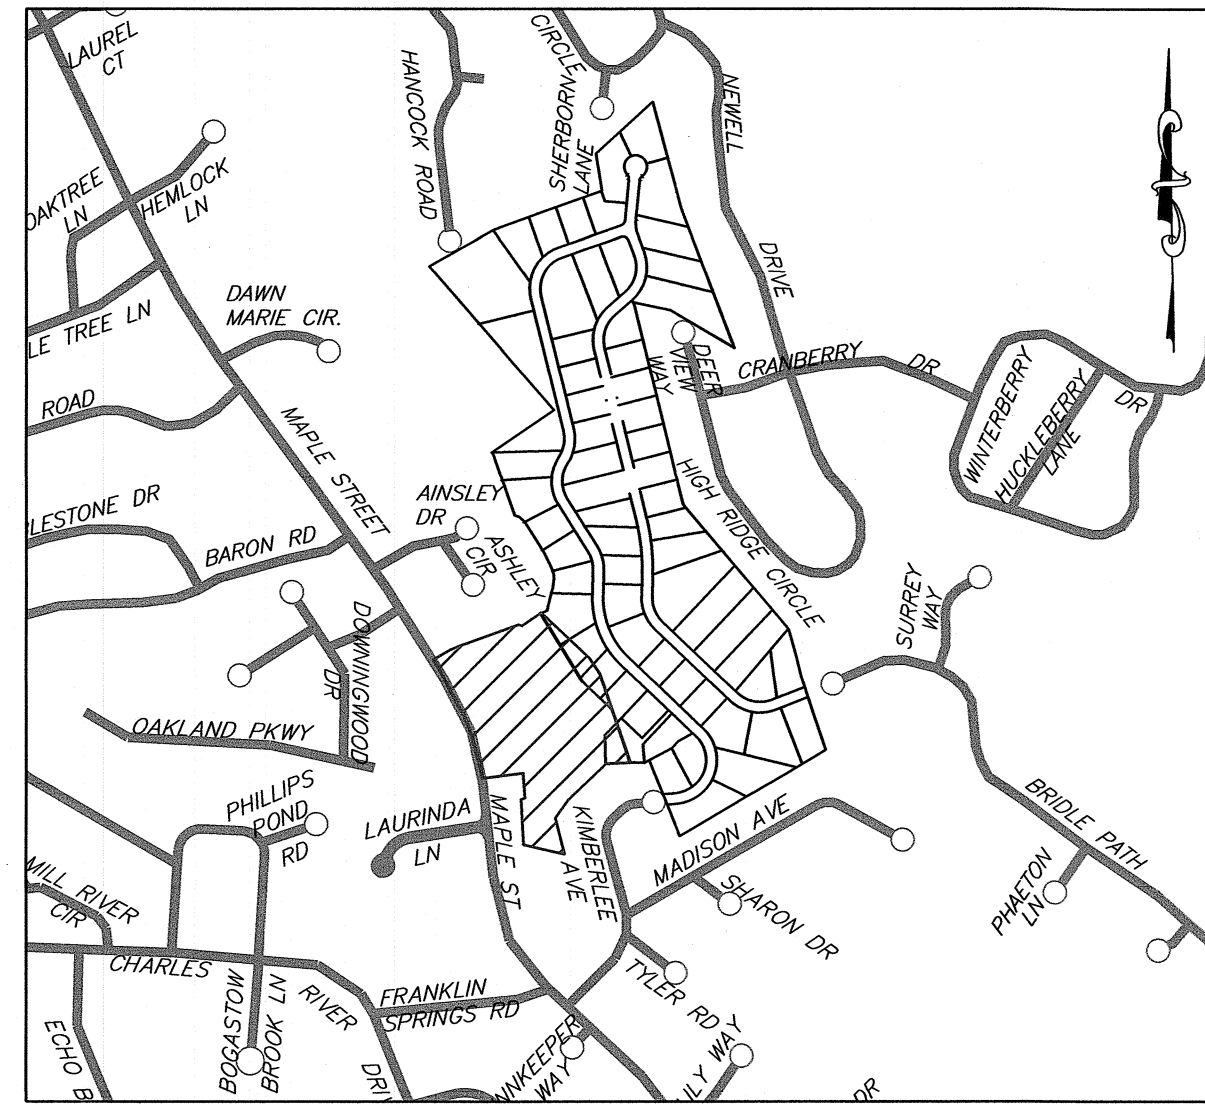 LAUREL
CT
HANCOCK ROAD
CIRCLE
SHERBORN
LANE
NEWELL
DRIVE
OAKTREE
LN
HEMLOCK
LN
LE TREE LN
DAWN
MARIE CIR.
ROAD
MAPLE STREET
DEER
VIEW
WAY
CRANBERRY
DR
WINTERBERRY
HUCKLEBERRY
LANE
DR
LESTONE DR
BARON RD
AINSLEY
DR
ASHLEY
CIR
HIGH RIDGE CIRCLE
DOWNINGWOOD
DR
SURREY
WAY
OAKLAND PKWY
PHILLIPS
POND
RD
LAURINDA
LN
MAPLE ST
KIMBERLEE
AVE
MADISON AVE
BRIDLE PATH
PHAETON
LN
SHARON DR
MILL RIVER
CIR
CHARLES
RIVER
DRI
BOGASTOW
BROOK LN
FRANKLIN
SPRINGS RD
TYLER RD
ECHO B
NNKEEPER
WAY
ILY WAY
DR